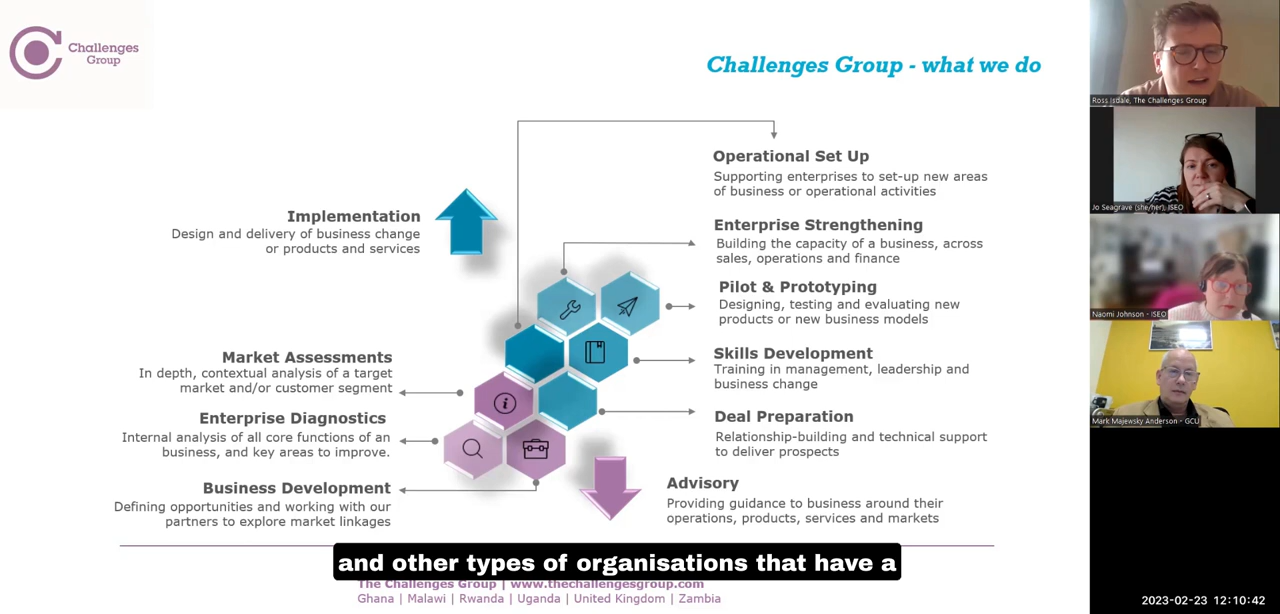 Challenges
Group
Challenges Group - what we do
Implementation
Design and delivery of business change
or products and services
Market Assessments
In depth, contextual analysis of a target
market and/or customer segment
Enterprise Diagnostics
Internal analysis of all core functions of an
business, and key areas to improve.
Business Development
Defining opportunities and working with our
partners to explore market linkages
Operational Set Up
Supporting enterprises to set-up new areas
of business or operational activities
Enterprise Strengthening
Building the capacity of a business, across
sales, operations and finance
Pilot & Prototyping
Designing, testing and evaluating new
products or new business models
Skills Development
Training in management, leadership and
business change
Deal Preparation
Relationship-building and technical support
to deliver prospects
Advisory
Providing guidance to business around their
operations, products, services and markets
and other types of organisations that have a
The Challenges Group | www.thechallengesgroup.com
Ghana | Malawi | Rwanda | Uganda | United Kingdom | Zambia
Ross Isdale, The Challenges Group
Jo Seagrave (she/her), ISEO
Naomi Johnson - ISEO
Mark Majewsky Anderson - GCU
2023-02-23 12:10:42